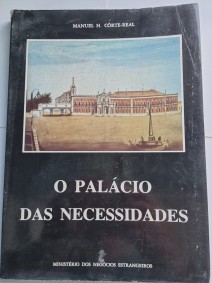 MANUEL H. CÔRTE-REAL
O PALÁCIO
DAS NECESSIDADES
MINISTÉRIO DOS NEGÓCIOS ESTRANGEIROS